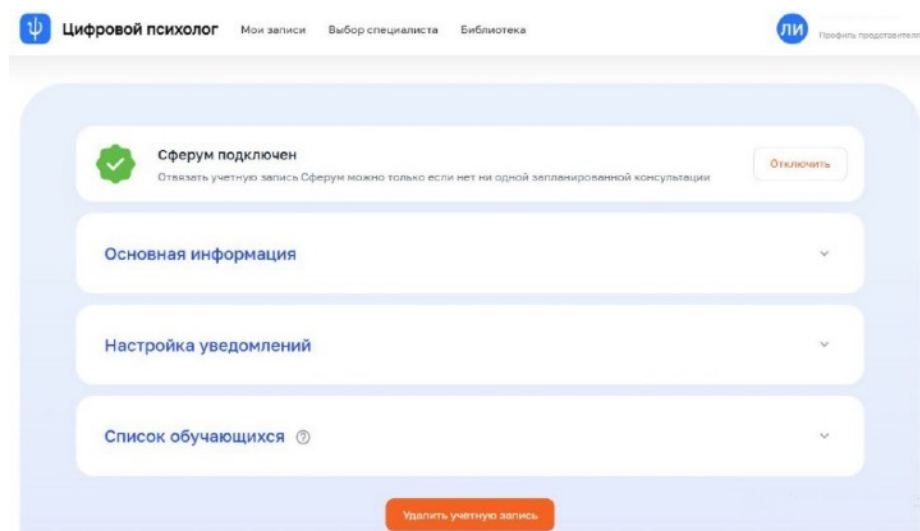 Ψ Цифровой психолог Мои записи Выбор специалиста Библиотека ЛИ Профиль представителя
Сферум подключен
Отвязать учетную запись Сферум можно только если нет ни одной запланированной консультации
Отключить
Основная информация
Настройка уведомлений
Список обучающихся ?
Удалить учетную запись